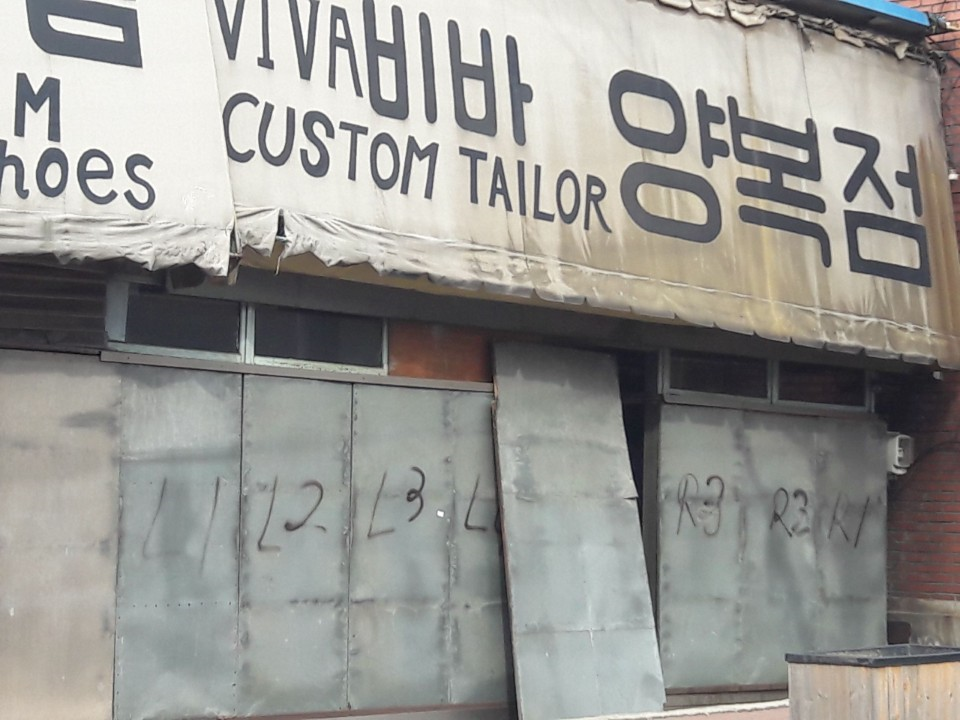 M
hoes
VIVA비바 양복점
CUSTOM TAILOR
L1 L2 L3 L
R3 R2 R1